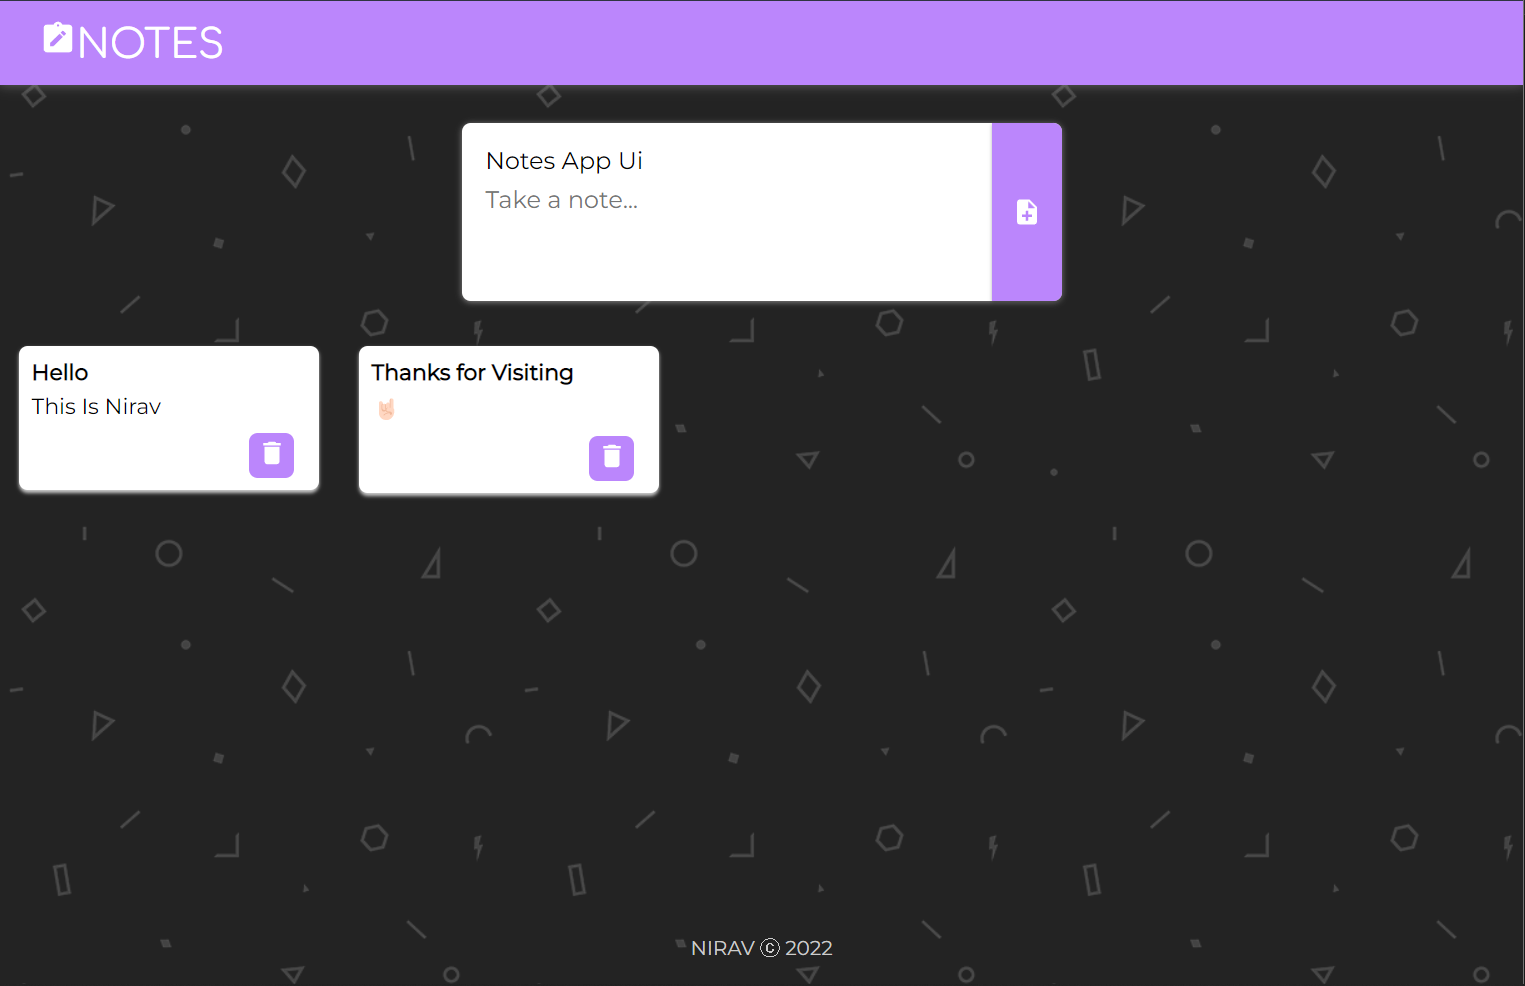 NOTES
Notes App Ui
Take a note...
Hello
This Is Nirav
Thanks for Visiting
🤘🏻
NIRAV © 2022